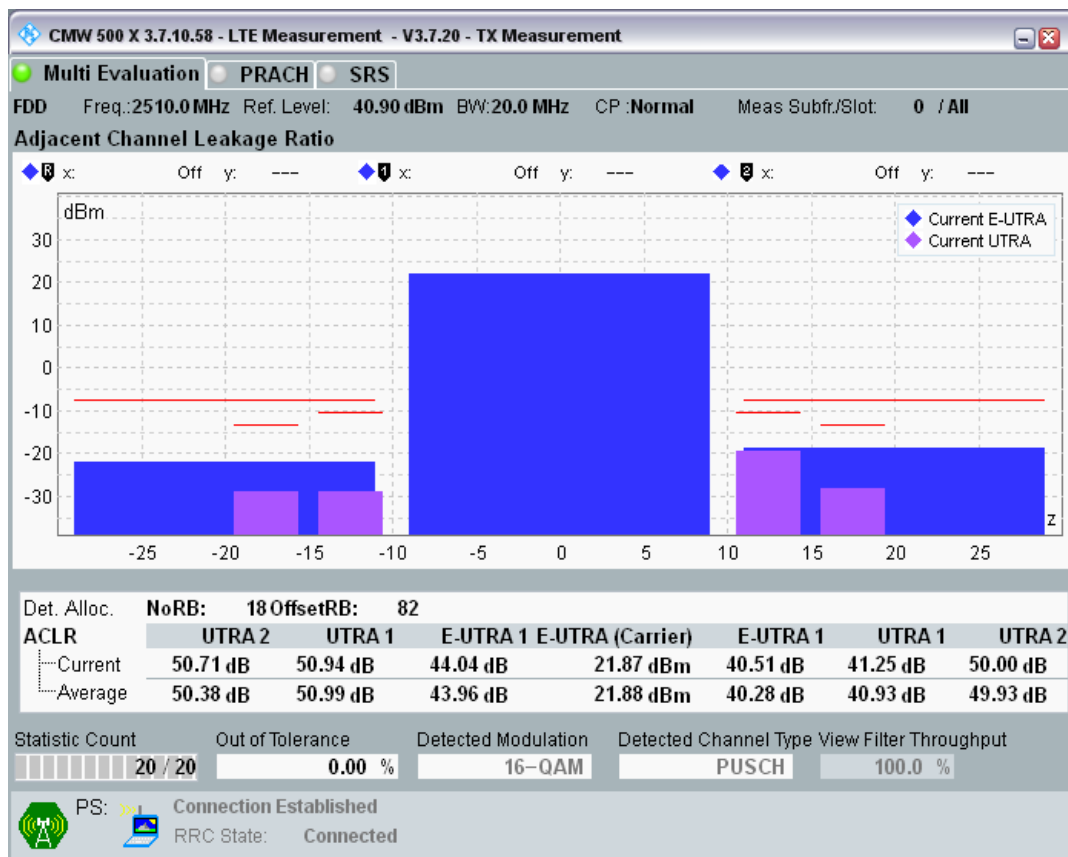 CMW 500 X 3.7.10.58 - LTE Measurement - V3.7.20 - TX Measurement
Multi Evaluation PRACH SRS
FDD Freq.:2510.0 MHz Ref. Level: 40.90 dBm BW:20.0 MHz CP :Normal Meas Subfr./Slot: 0 / All
Adjacent Channel Leakage Ratio
R x: Off y: --- 1 x: Off y: --- 2 x: Off y: ---
dBm
Current E-UTRA
Current UTRA
30
20
10
0
-10
-20
-30
z
-25 -20 -15 -10 -5 0 5 10 15 20 25
Det. Alloc. NoRB: 18 OffsetRB: 82
ACLR UTRA 2 UTRA 1 E-UTRA 1 E-UTRA (Carrier) E-UTRA 1 UTRA 1 UTRA 2
Current 50.71 dB 50.94 dB 44.04 dB 21.87 dBm 40.51 dB 41.25 dB 50.00 dB
Average 50.38 dB 50.99 dB 43.96 dB 21.88 dBm 40.28 dB 40.93 dB 49.93 dB
Statistic Count Out of Tolerance Detected Modulation Detected Channel Type View Filter Throughput
20 / 20 0.00 % 16-QAM PUSCH 100.0 %
PS: Connection Established
RRC State: Connected